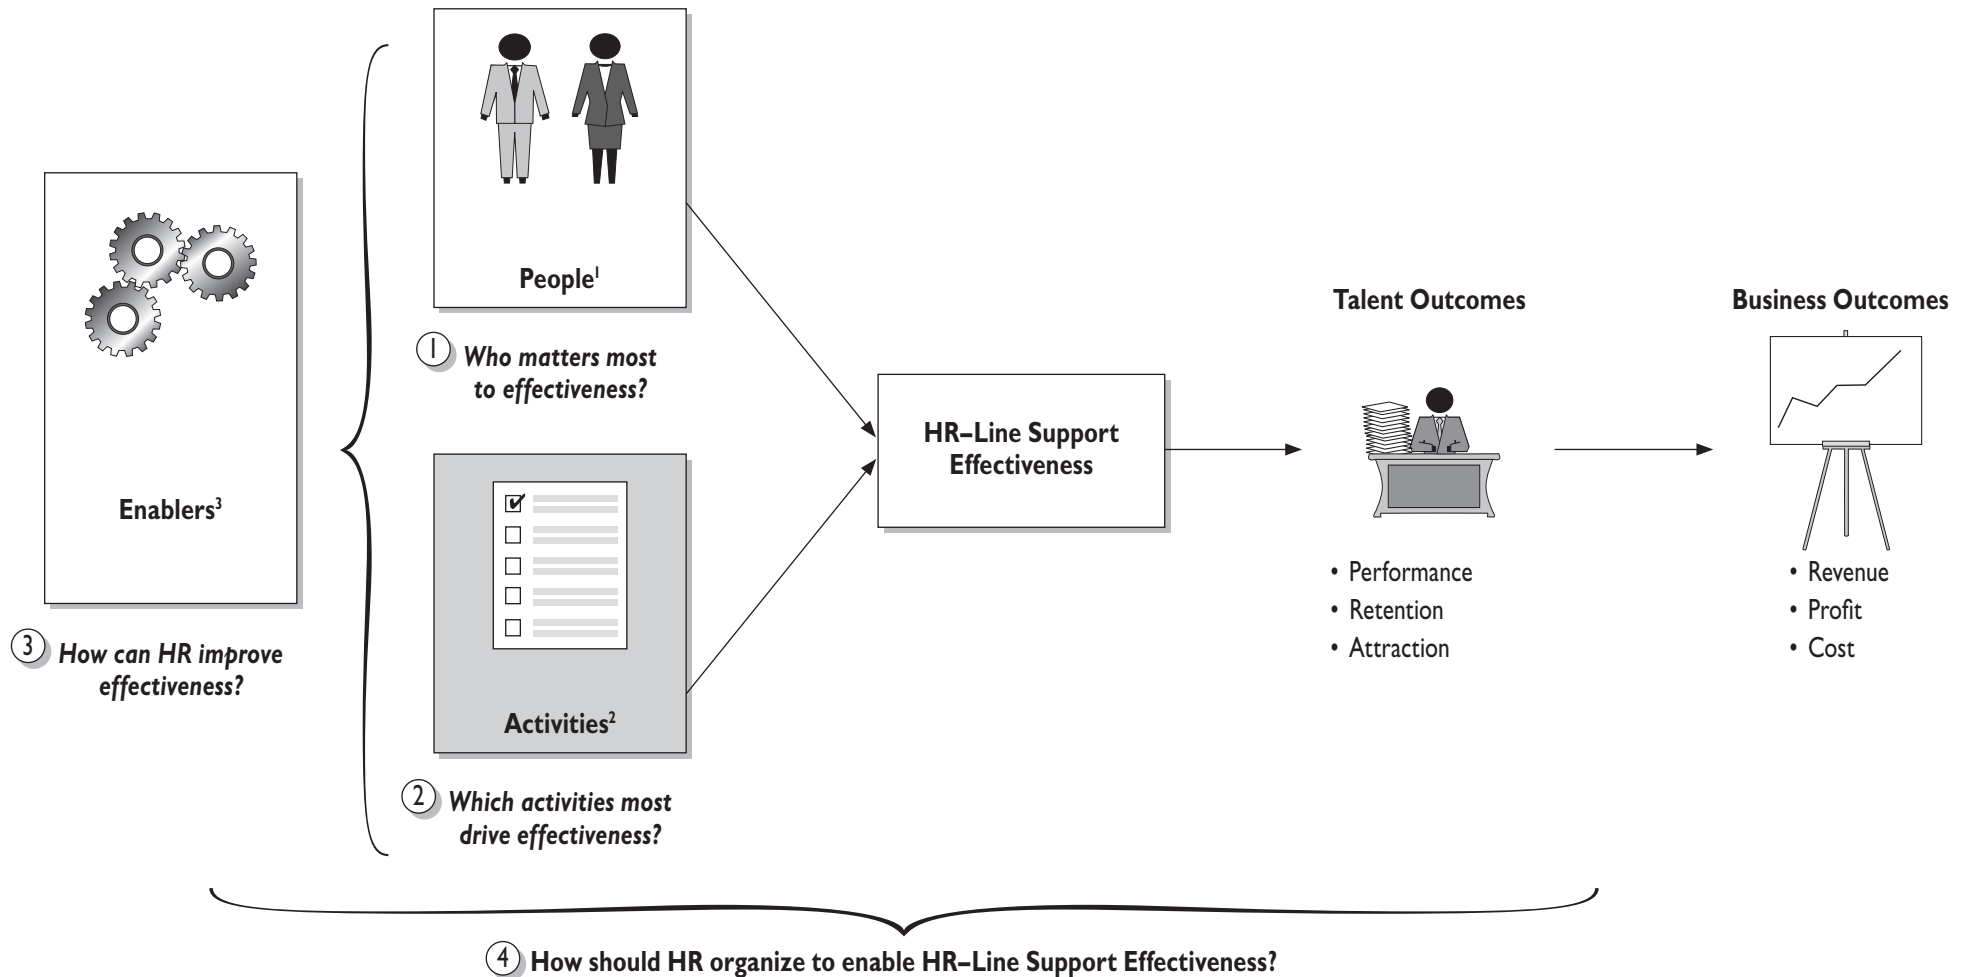 People¹
① Who matters most
to effectiveness?
Enablers³
③ How can HR improve
effectiveness?
Activities²
② Which activities most
drive effectiveness?
HR–Line Support
Effectiveness
Talent Outcomes
• Performance
• Retention
• Attraction
Business Outcomes
• Revenue
• Profit
• Cost
④ How should HR organize to enable HR–Line Support Effectiveness?